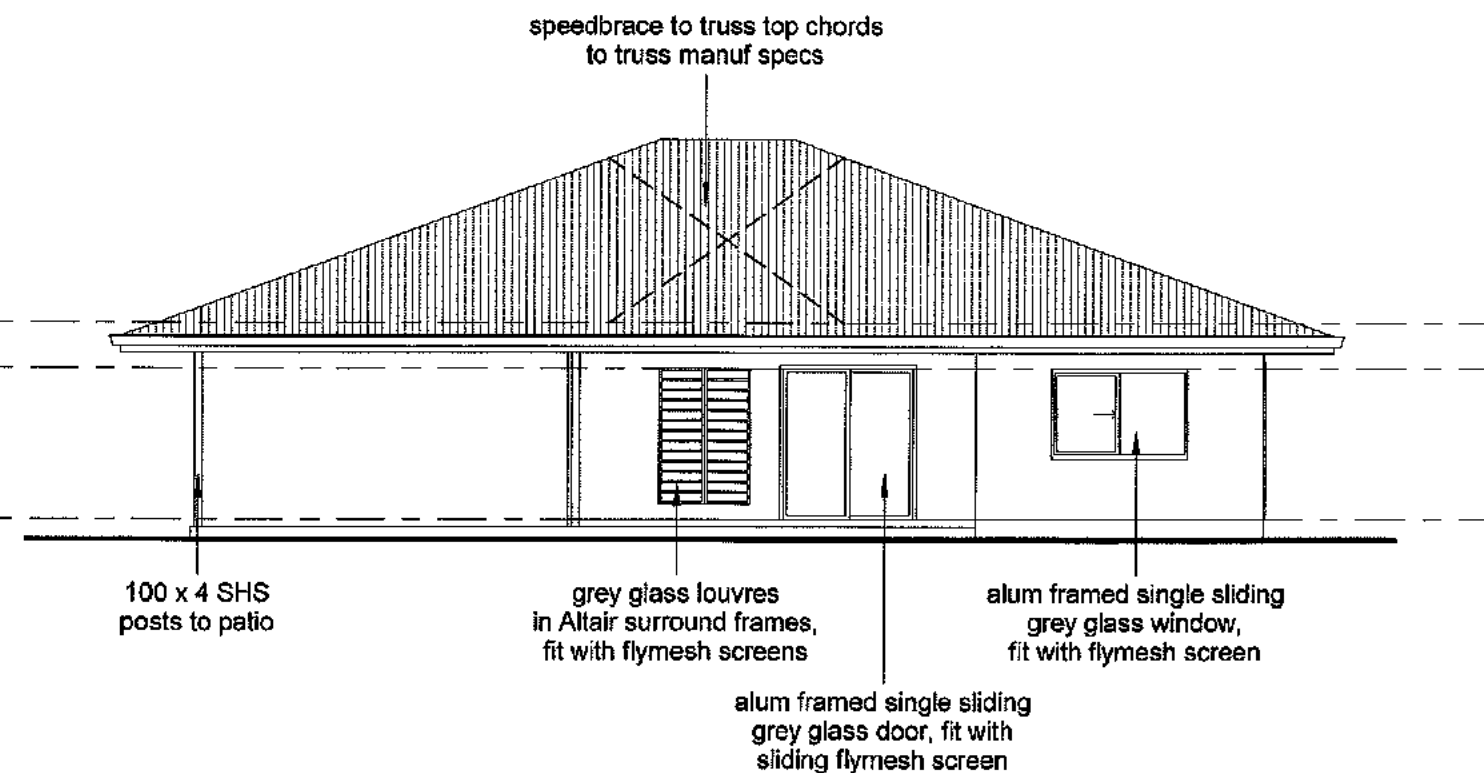 speedbrace to truss top chords
to truss manuf specs
100 x 4 SHS
posts to patio
grey glass louvres
in Altair surround frames,
fit with flymesh screens
alum framed single sliding
grey glass door, fit with
sliding flymesh screen
alum framed single sliding
grey glass window,
fit with flymesh screen